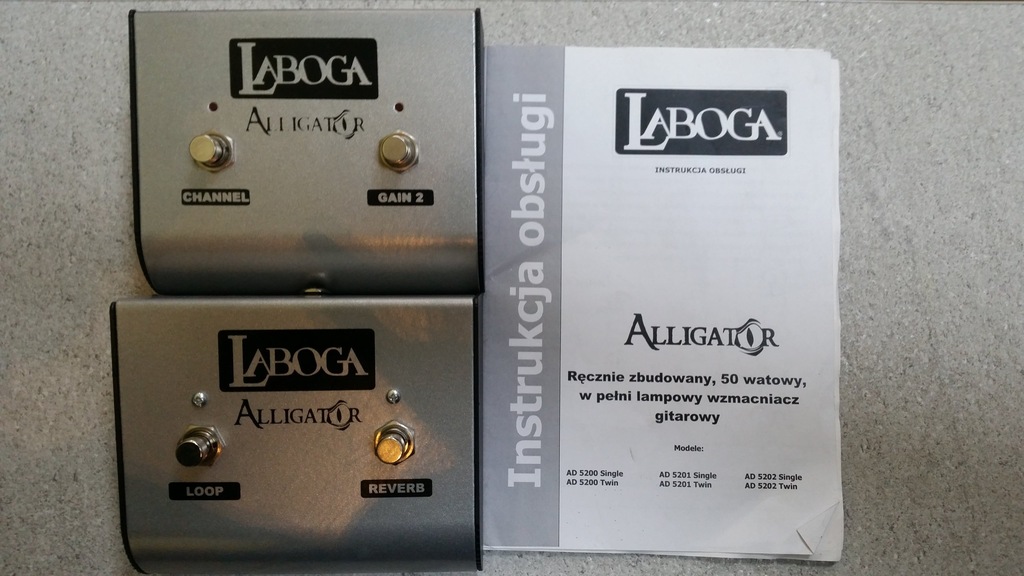 LABOGA
ALLIGATOR
CHANNEL
GAIN 2
LABOGA
ALLIGATOR
LOOP
REVERB
Instrukcja obsługi
LABOGA
INSTRUKCJA OBSŁUGI
ALLIGATOR
Ręcznie zbudowany, 50 watowy,
w pełni lampowy wzmacniacz
gitarowy
Modele:
AD 5200 Single AD 5201 Single AD 5202 Single
AD 5200 Twin AD 5201 Twin AD 5202 Twin